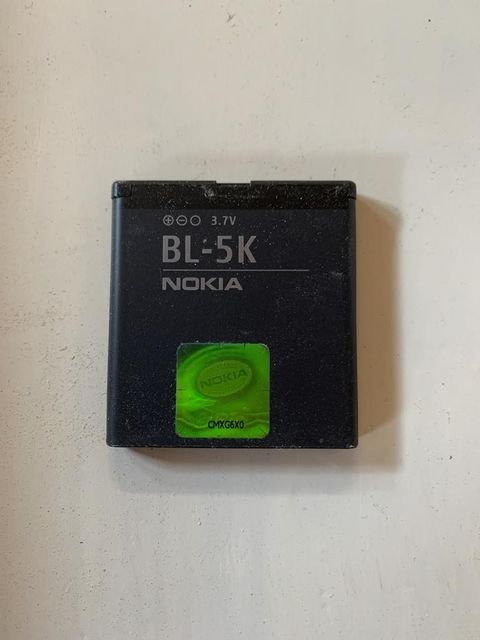 ⊕⊖○ 3.7V
BL-5K
NOKIA
NOKIA
CMXG6X0